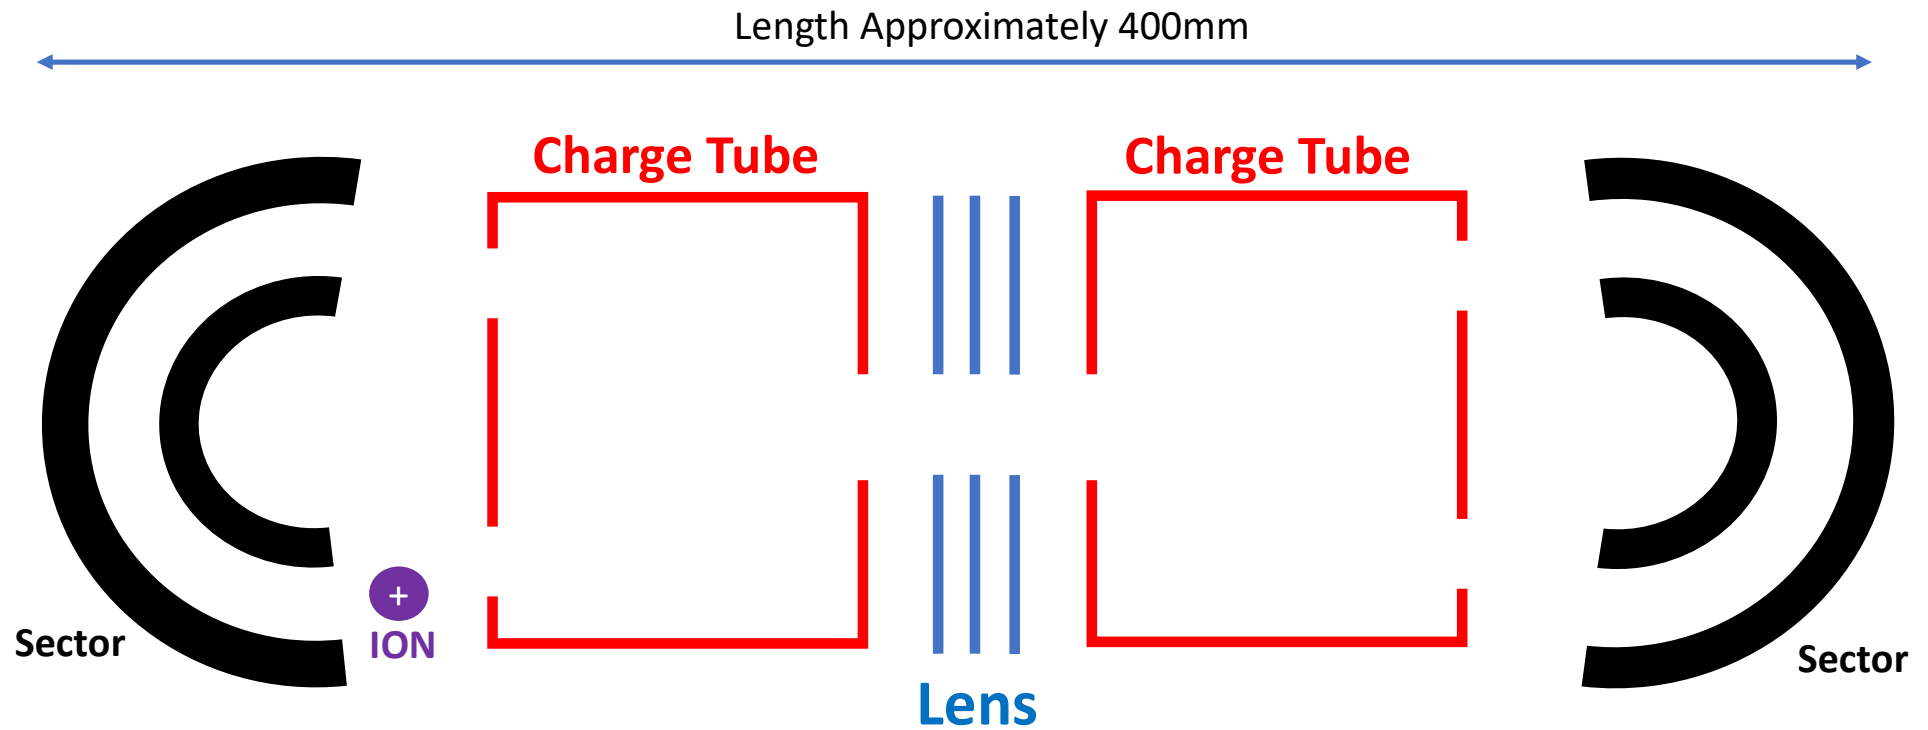 Length Approximately 400mm
Charge Tube
Charge Tube
+
ION
Sector
Sector
Lens